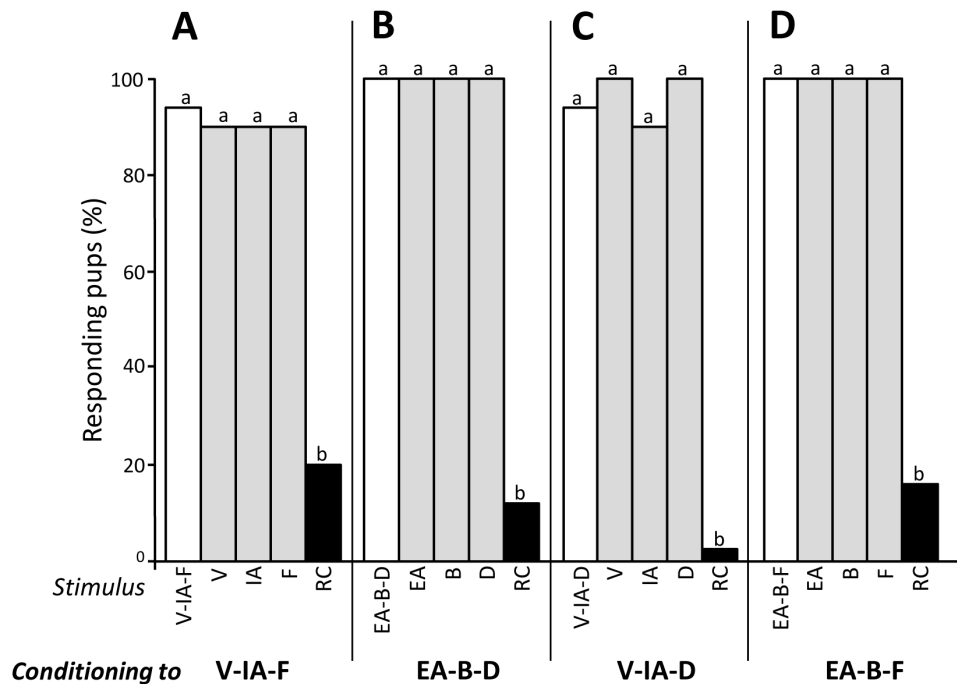 A B C D
Responding pups (%)
100
80
60
40
20
0
a a a a b
a a a a b
a a a a b
a a a a b
Stimulus V-IA-F V IA F RC EA-B-D EA B D RC V-IA-D V IA D RC EA-B-F EA B F RC
Conditioning to V-IA-F EA-B-D V-IA-D EA-B-F